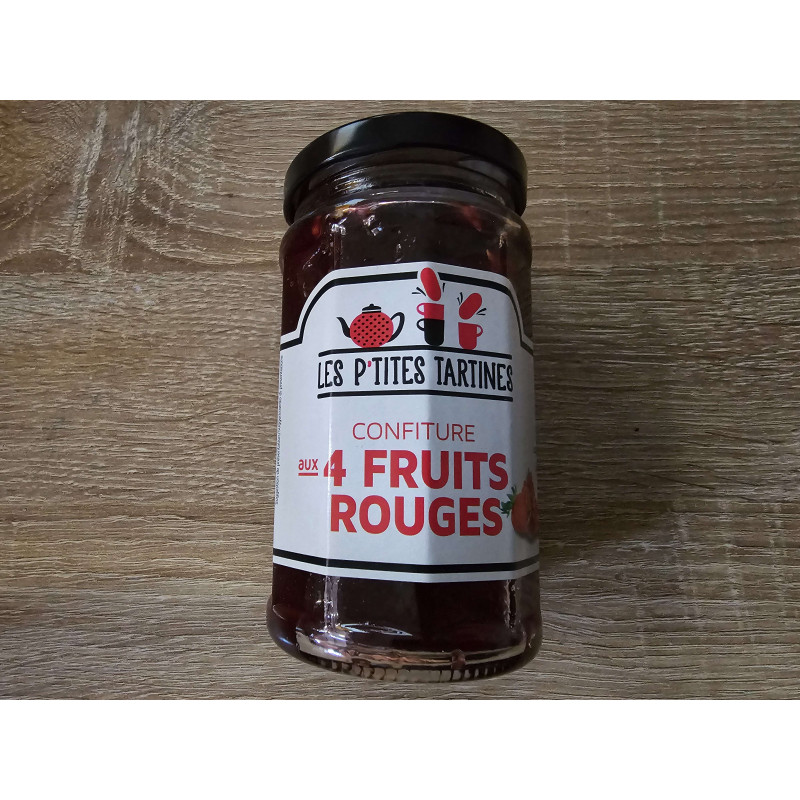 LES P'TITES TARTINES
CONFITURE
aux 4 FRUITS
ROUGES